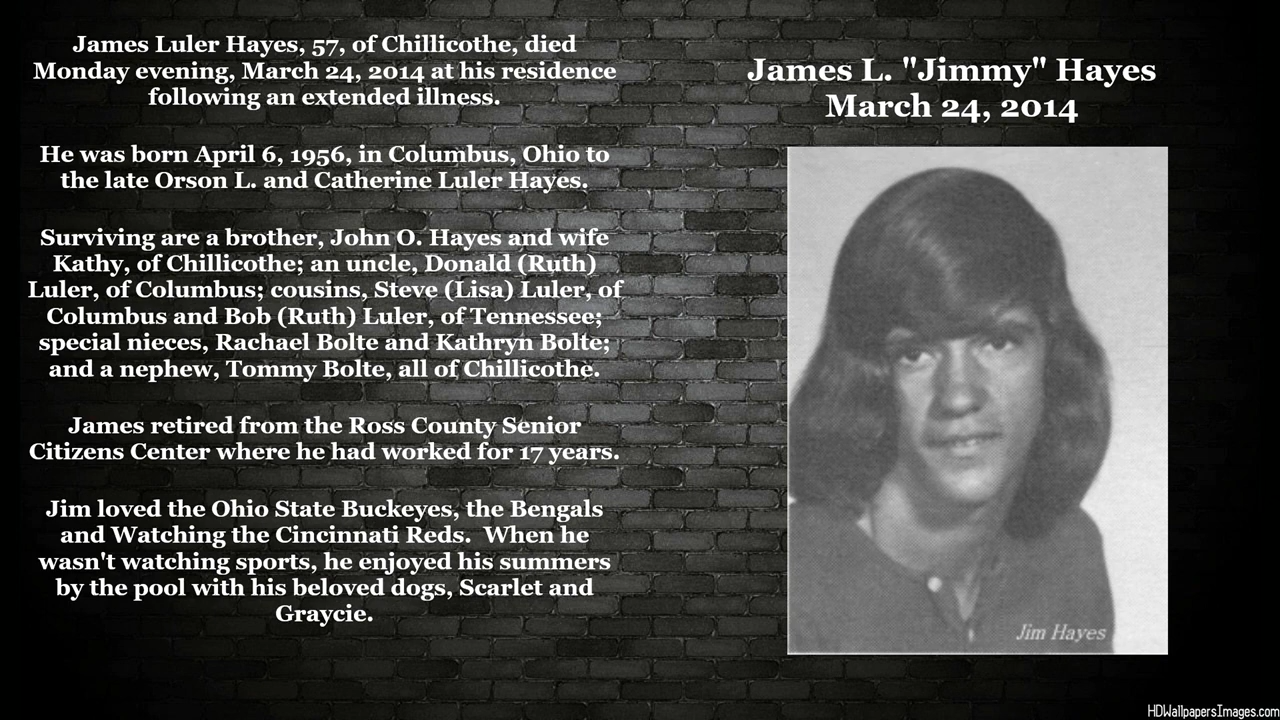 James Luler Hayes, 57, of Chillicothe, died
Monday evening, March 24, 2014 at his residence
following an extended illness.
He was born April 6, 1956, in Columbus, Ohio to
the late Orson L. and Catherine Luler Hayes.
Surviving are a brother, John O. Hayes and wife
Kathy, of Chillicothe; an uncle, Donald (Ruth)
Luler, of Columbus; cousins, Steve (Lisa) Luler, of
Columbus and Bob (Ruth) Luler, of Tennessee;
special nieces, Rachael Bolte and Kathryn Bolte;
and a nephew, Tommy Bolte, all of Chillicothe.
James retired from the Ross County Senior
Citizens Center where he had worked for 17 years.
Jim loved the Ohio State Buckeyes, the Bengals
and Watching the Cincinnati Reds.  When he
wasn't watching sports, he enjoyed his summers
by the pool with his beloved dogs, Scarlet and
Graycie.
James L. "Jimmy" Hayes
March 24, 2014
Jim Hayes
HDWallpapersImages.com